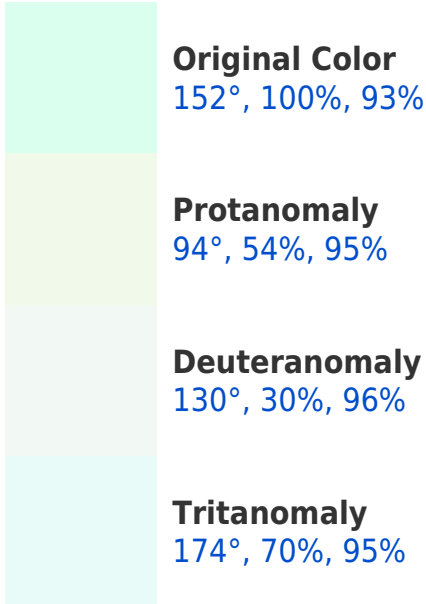 Original Color
152°, 100%, 93%
Protanomaly
94°, 54%, 95%
Deuteranomaly
130°, 30%, 96%
Tritanomaly
174°, 70%, 95%